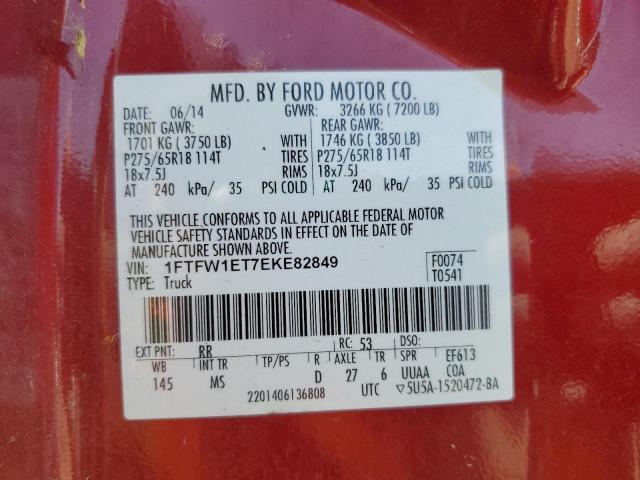 MFD. BY FORD MOTOR CO.
DATE: 06/14 GVWR: 3266 KG ( 7200 LB)
FRONT GAWR: REAR GAWR:
1701 KG ( 3750 LB) WITH 1746 KG ( 3850 LB) WITH
P275/65R18 114T TIRES P275/65R18 114T TIRES
18x7.5J RIMS 18x7.5J RIMS
AT 240 kPa/ 35 PSI COLD AT 240 kPa/ 35 PSI COLD
THIS VEHICLE CONFORMS TO ALL APPLICABLE FEDERAL MOTOR
VEHICLE SAFETY STANDARDS IN EFFECT ON THE DATE OF
MANUFACTURE SHOWN ABOVE.
VIN: 1FTFW1ET7EKE82849 F0074
TYPE: Truck T0541
EXT PNT: RR RC: 53 DSO:
WB INT TR TP/PS R AXLE TR SPR EF613
145 MS D 27 6 UUAA COA
2201406136808 UTC ▽5U5A-1520472-BA